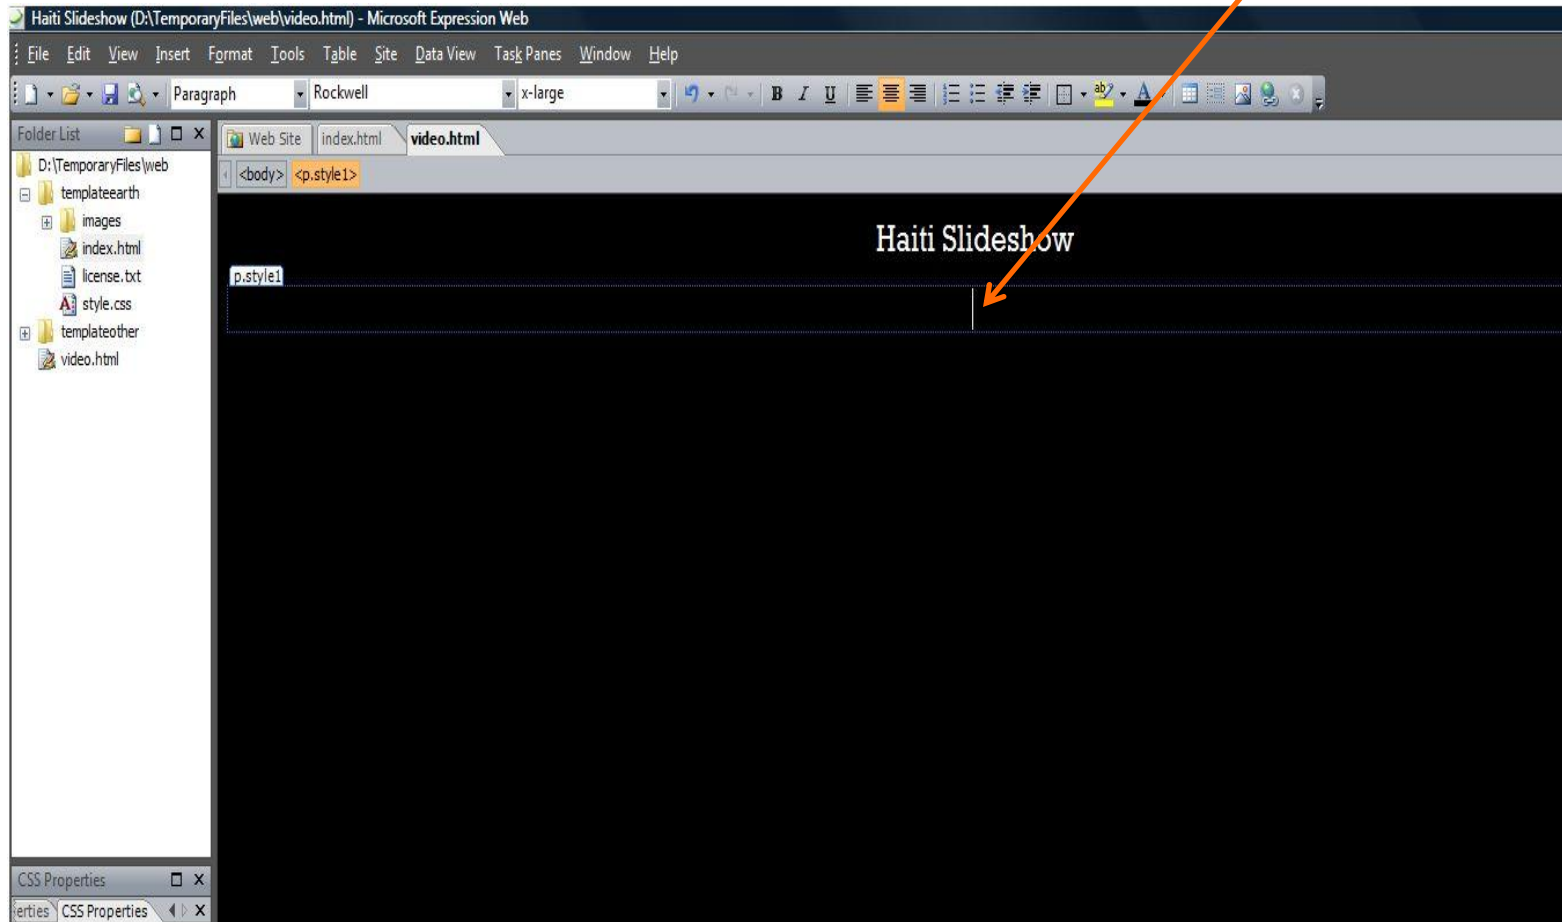 Haiti Slideshow (D:\TemporaryFiles\web\video.html) - Microsoft Expression Web
File Edit View Insert Format Tools Table Site Data View Task Panes Window Help
Paragraph Rockwell x-large B I U ab A
Folder List Web Site index.html video.html
D:\TemporaryFiles\web <body> <p.style1>
templateearth
images
index.html
license.txt
style.css
templateother
video.html
Haiti Slideshow
p.style1
CSS Properties
erties CSS Properties